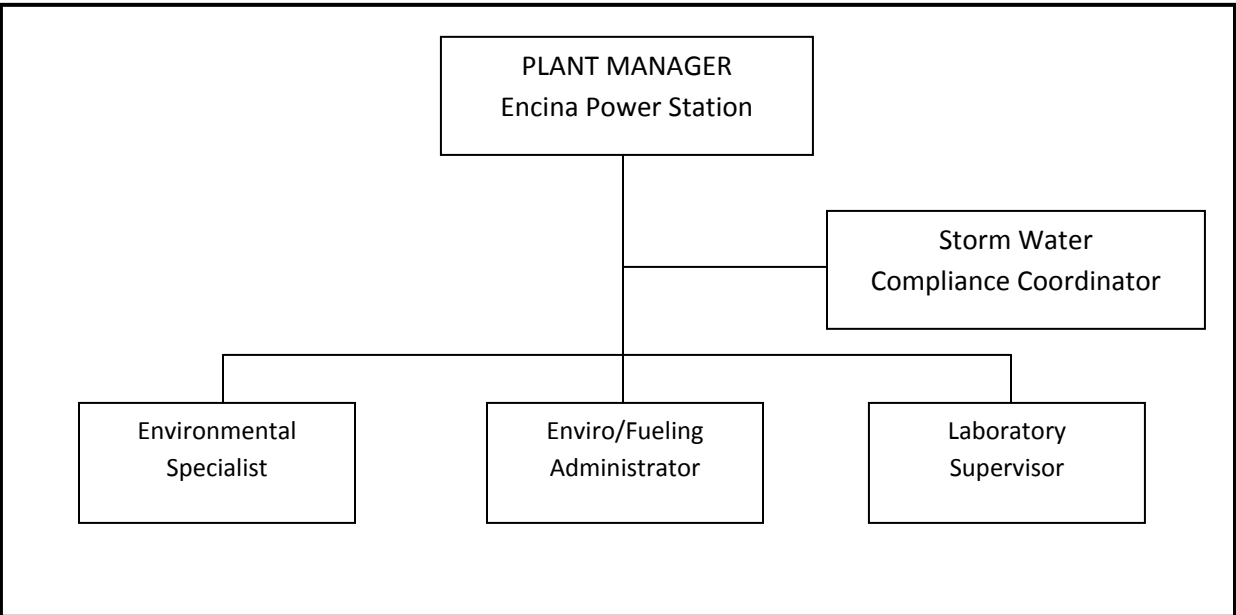 PLANT MANAGER
Encina Power Station
Storm Water
Compliance Coordinator
Environmental
Specialist
Enviro/Fueling
Administrator
Laboratory
Supervisor